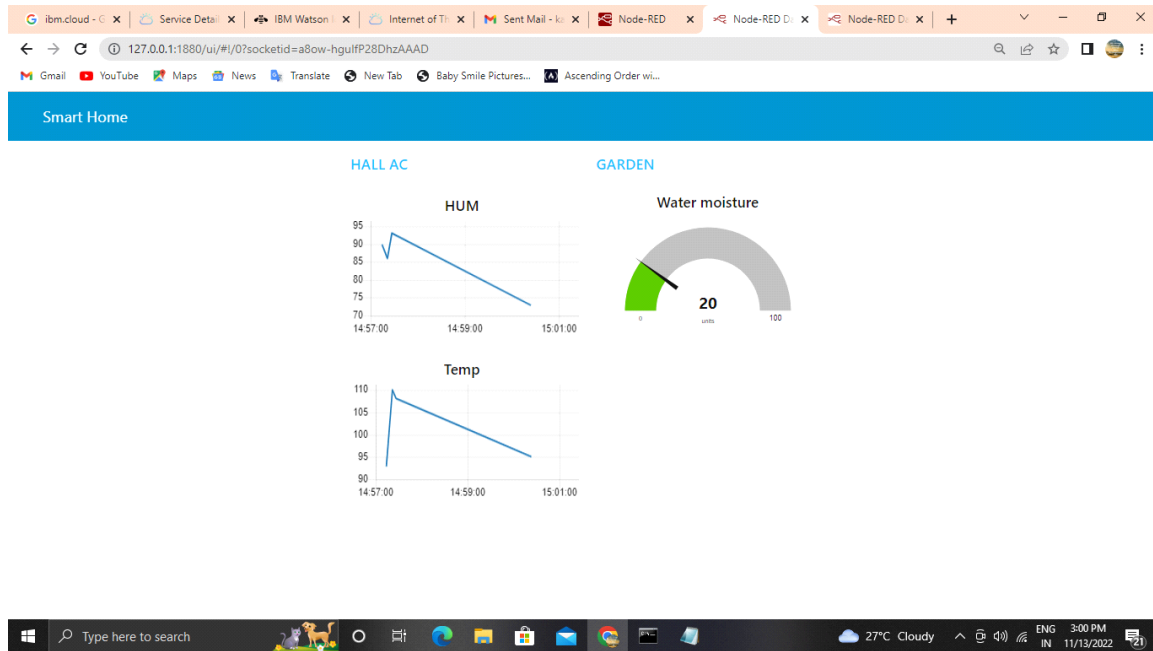 ibm.cloud - G
Service Detail
IBM Watson
Internet of Th
Sent Mail - ka
Node-RED
Node-RED Da
Node-RED Da
127.0.0.1:1880/ui/#!/0?socketid=a8ow-hguIfP28DhzAAAD
Gmail YouTube Maps News Translate New Tab Baby Smile Pictures... Ascending Order wi...
Smart Home
HALL AC
HUM
95
90
85
80
75
70
14:57:00 14:59:00 15:01:00
Temp
110
105
100
95
90
14:57:00 14:59:00 15:01:00
GARDEN
Water moisture
20
units
0 100
Type here to search
27°C Cloudy
ENG
IN
3:00 PM
11/13/2022
21